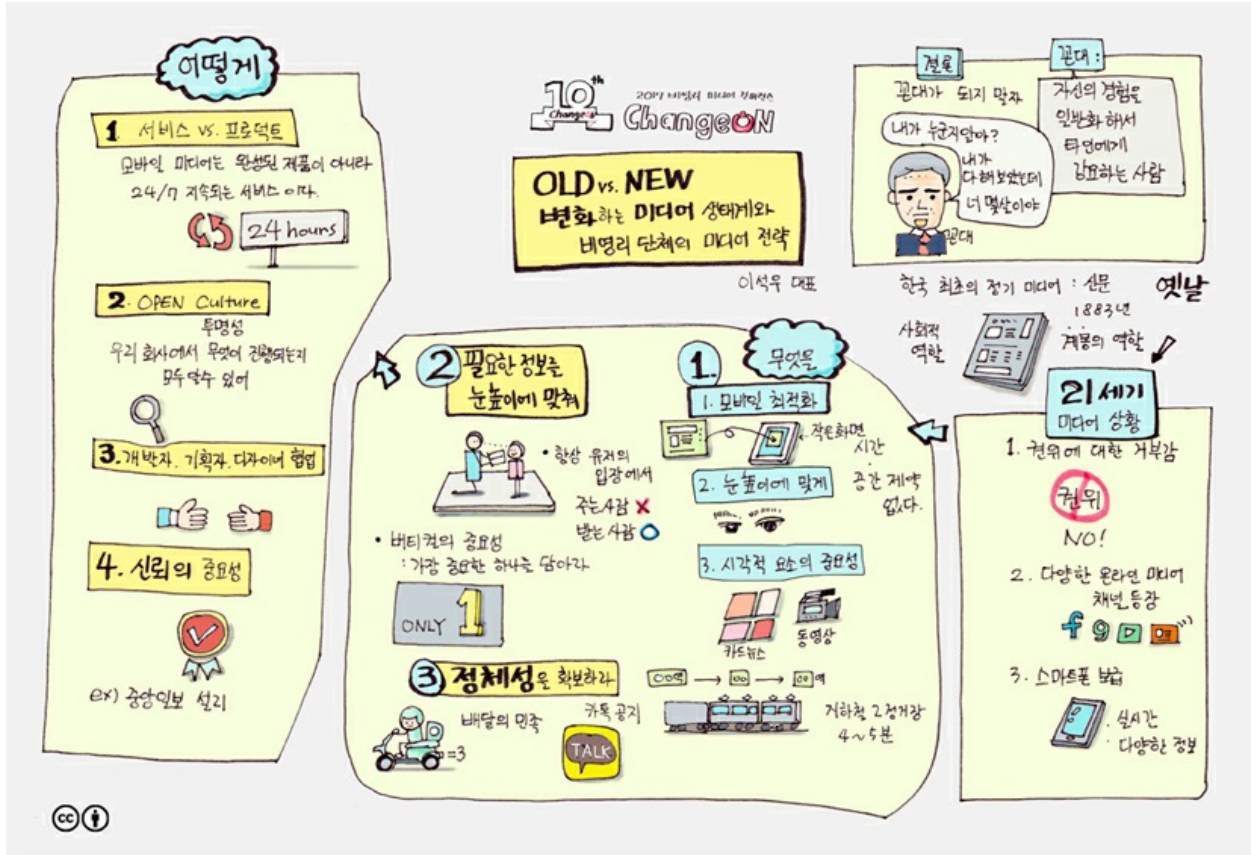 10th
ChangeON
2017 비영리 미디어 컨퍼런스
ChangeON
OLD vs. NEW
변화하는 미디어 생태계와
비영리 단체의 미디어 전략
이석우 대표
한국 최초의 정기 미디어 : 신문
옛날
1883년
사회적
역할
계몽의 역할
21세기
미디어 상황
1. 권위에 대한 거부감
권위
NO!
2. 다양한 온라인 미디어
채널 등장
f g
3. 스마트폰 보급
· 실시간
· 다양한 정보
무엇을
1.
1. 모바일 최적화
작은화면
시간
·
공간 제약
없다.
2. 눈높이에 맞게
3. 시각적 요소의 중요성
카드뉴스
동영상
OO역 → OO → OO역
지하철 2정거장
4~5분
2 필요한 정보를
눈높이에 맞춰
• 항상 유저의
입장에서
주는사람 X
받는사람 O
• 버티컬의 중요성
: 가장 중요한 하나를 담아라
ONLY 1
3 정체성을 확보하라
배달의 민족
=3
카톡 공지
TALK
어떻게
1. 서비스 vs. 프로덕트
모바일 미디어는 완성된 제품이 아니라
24/7 지속되는 서비스 이다.
24 hours
2. OPEN Culture
투명성
우리 회사에서 무엇이 진행되는지
모두 알수 있어
3. 개발자. 기획자. 디자이너 협업
4. 신뢰의 중요성
ex) 중앙일보 설리
결론
꼰대가 되지 말자
내가 누군지알아?
내가
다 해보았는데
너 몇살이야
꼰대
꼰대 :
자신의 경험을
일반화 해서
타인에게
강요하는 사람
cc